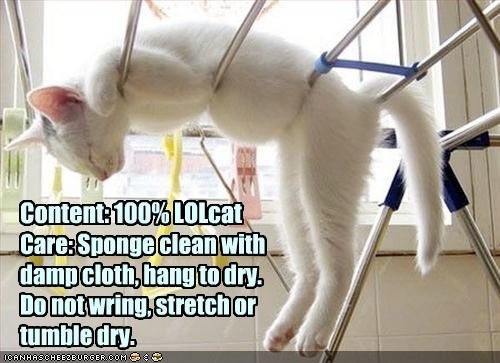 Content: 100% LOLcat
Care: Sponge clean with
damp cloth, hang to dry.
Do not wring, stretch or
tumble dry.
ICANHASCHEEZBURGER.COM